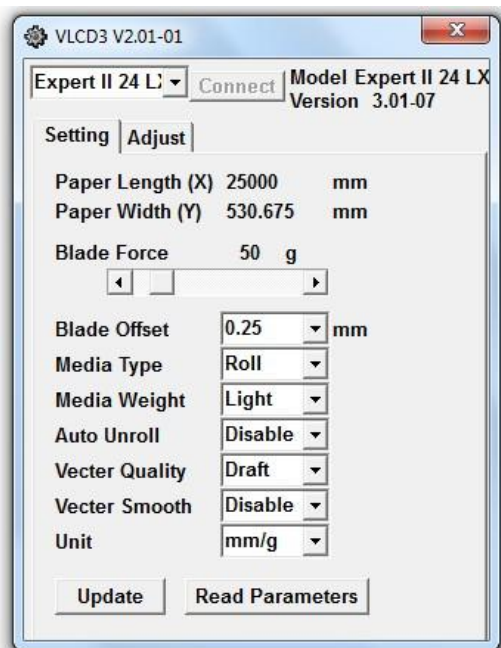 VLCD3 V2.01-01
Expert II 24 LX Connect Model Expert II 24 LX
Version 3.01-07
Setting Adjust
Paper Length (X) 25000 mm
Paper Width (Y) 530.675 mm
Blade Force 50 g
Blade Offset 0.25 mm
Media Type Roll
Media Weight Light
Auto Unroll Disable
Vecter Quality Draft
Vecter Smooth Disable
Unit mm/g
Update Read Parameters